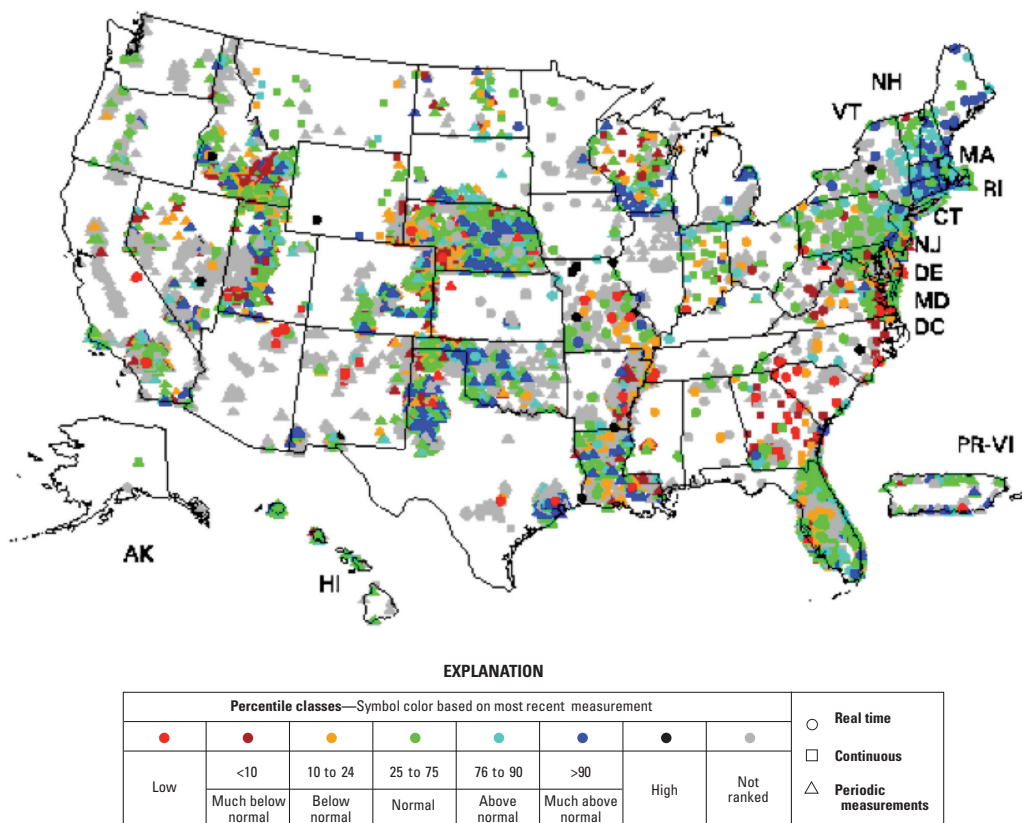 NH
VT
MA
RI
CT
NJ
DE
MD
DC
PR-VI
AK
HI
EXPLANATION
Percentile classes—Symbol color based on most recent measurement
Low
<10
10 to 24
25 to 75
76 to 90
>90
High
Not
ranked
Much below
normal
Below
normal
Normal
Above
normal
Much above
normal
Real time
Continuous
Periodic
measurements